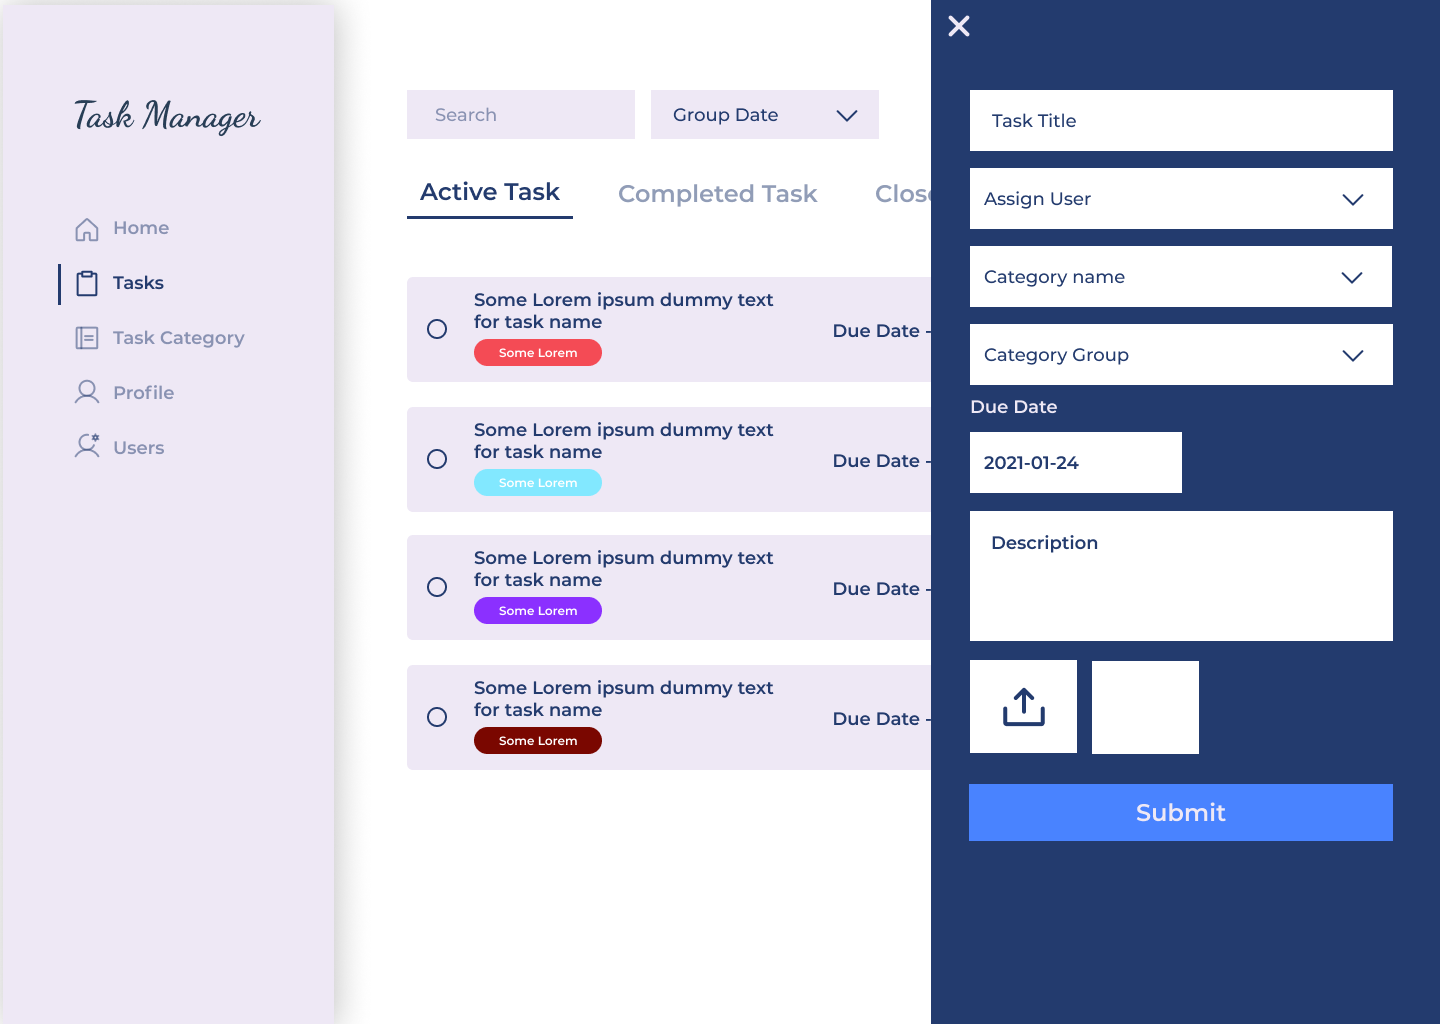 Task Manager
Home
Tasks
Task Category
Profile
Users
Search
Group Date
Active Task
Completed Task
Close
Some Lorem ipsum dummy text
for task name
Some Lorem
Due Date -
Some Lorem ipsum dummy text
for task name
Some Lorem
Due Date -
Some Lorem ipsum dummy text
for task name
Some Lorem
Due Date -
Some Lorem ipsum dummy text
for task name
Some Lorem
Due Date -
Task Title
Assign User
Category name
Category Group
Due Date
2021-01-24
Description
Submit